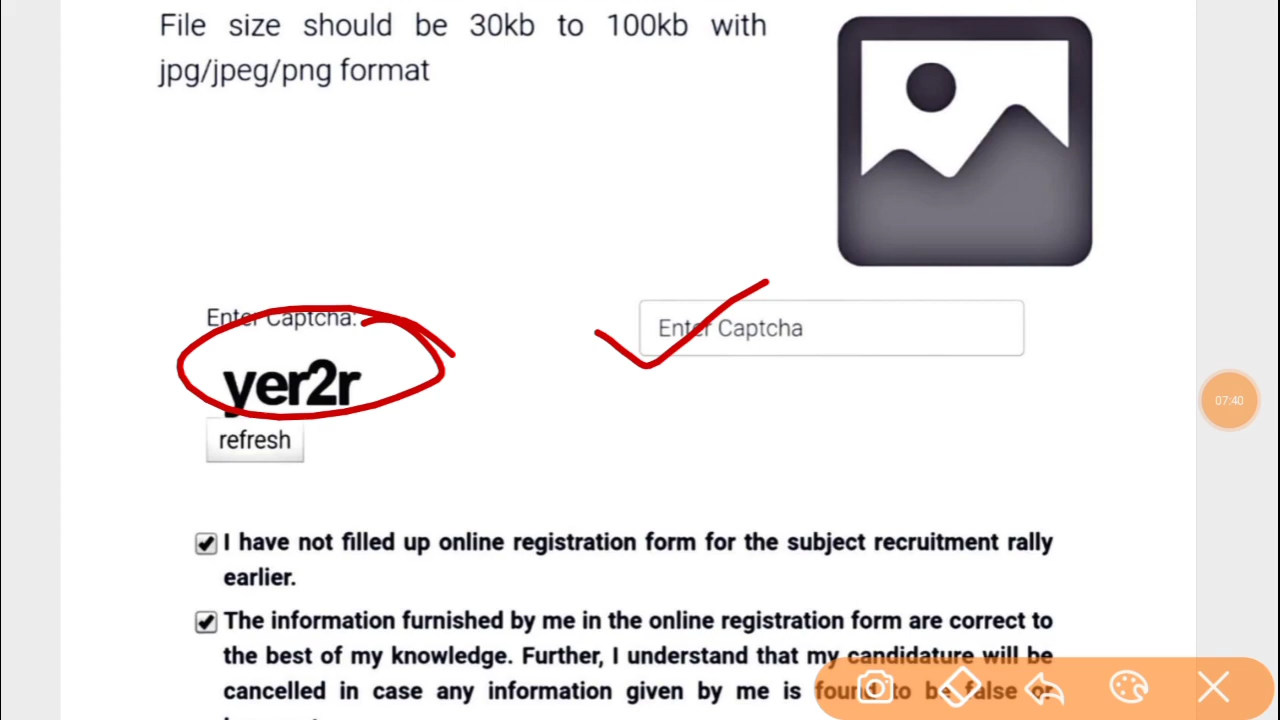 File size should be 30kb to 100kb with
jpg/jpeg/png format
Enter Captcha:
Enter Captcha
yer2r
refresh
07:40
I have not filled up online registration form for the subject recruitment rally
earlier.
The information furnished by me in the online registration form are correct to
the best of my knowledge. Further, I understand that my candidature will be
cancelled in case any information given by me is found to be false or